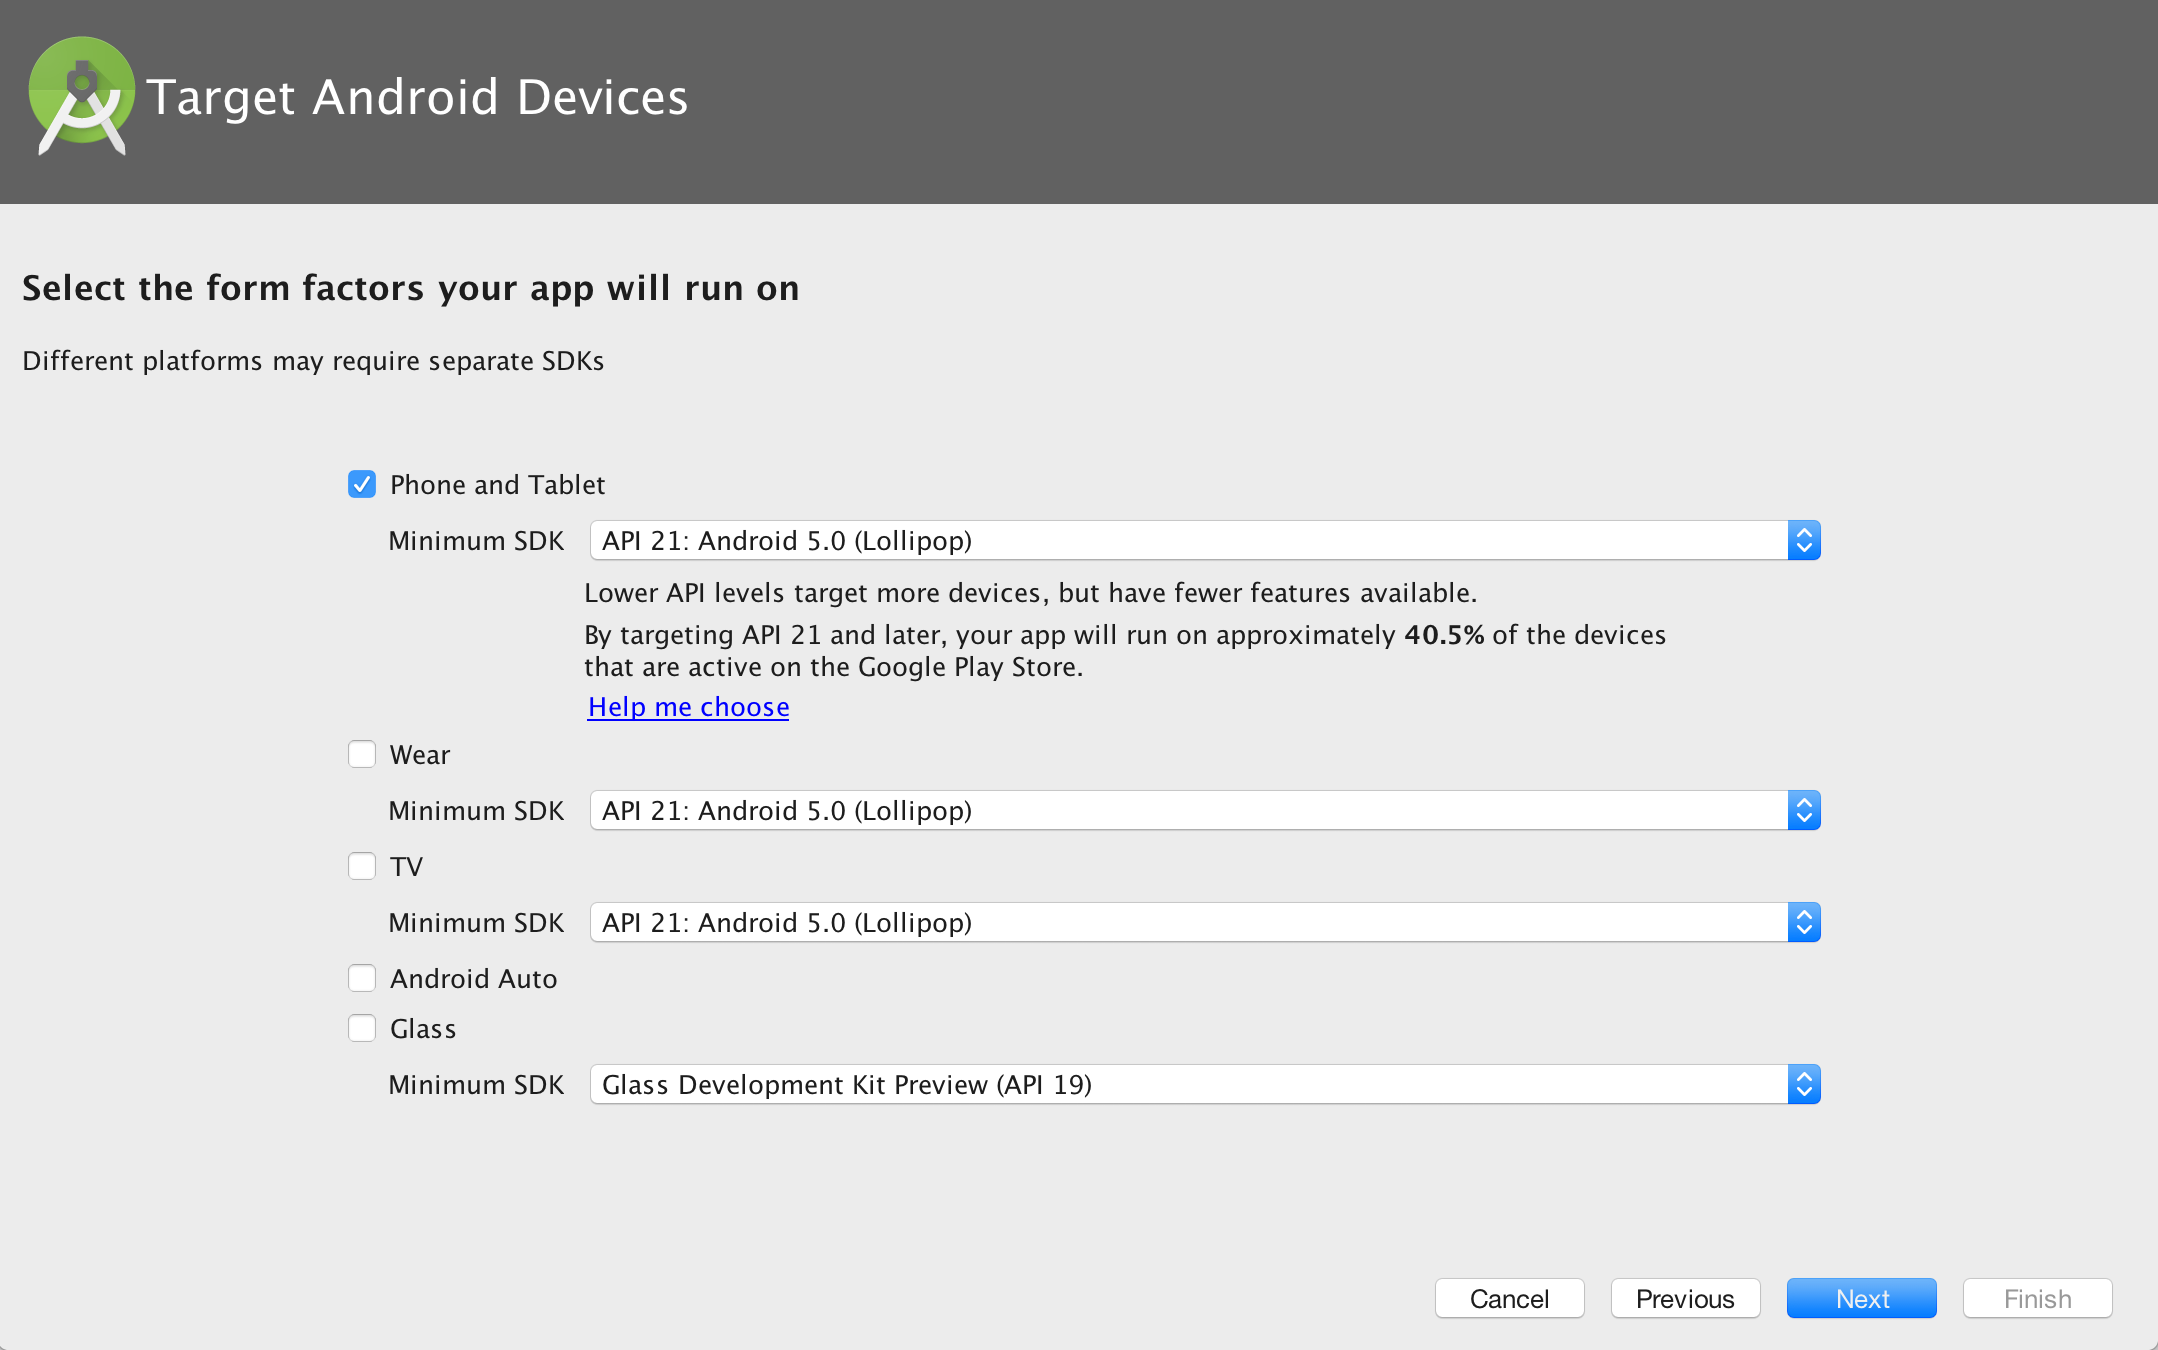 Target Android Devices
Select the form factors your app will run on
Different platforms may require separate SDKs
Phone and Tablet
Minimum SDK API 21: Android 5.0 (Lollipop)
Lower API levels target more devices, but have fewer features available.
By targeting API 21 and later, your app will run on approximately 40.5% of the devices
that are active on the Google Play Store.
Help me choose
Wear
Minimum SDK API 21: Android 5.0 (Lollipop)
TV
Minimum SDK API 21: Android 5.0 (Lollipop)
Android Auto
Glass
Minimum SDK Glass Development Kit Preview (API 19)
Cancel Previous Next Finish